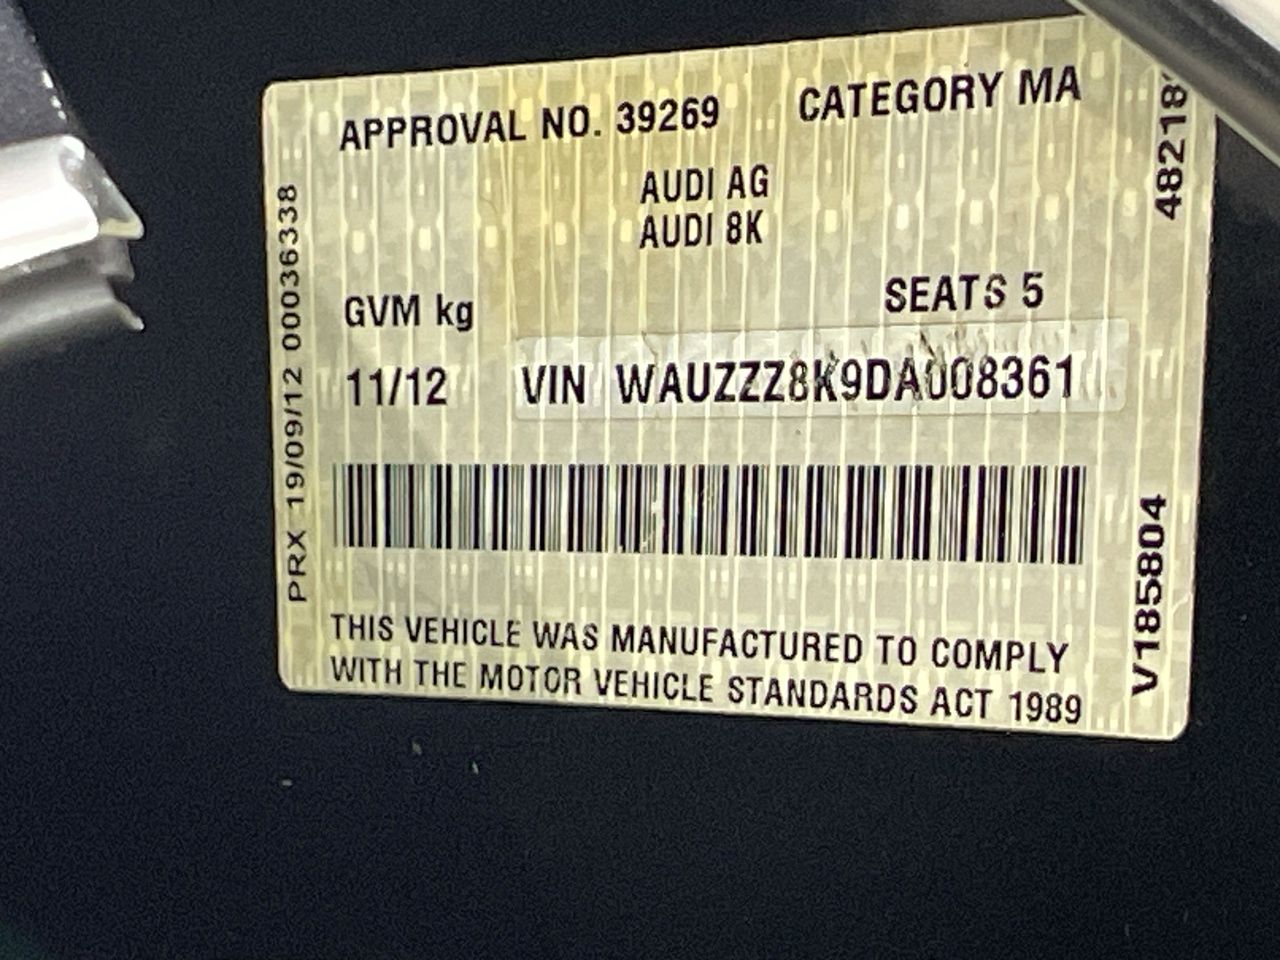 APPROVAL NO. 39269 CATEGORY MA
AUDI AG
AUDI 8K
GVM kg SEATS 5
11/12 VIN WAUZZZ8K9DA008361
THIS VEHICLE WAS MANUFACTURED TO COMPLY
WITH THE MOTOR VEHICLE STANDARDS ACT 1989
PRX 19/09/12 00036338
V185804